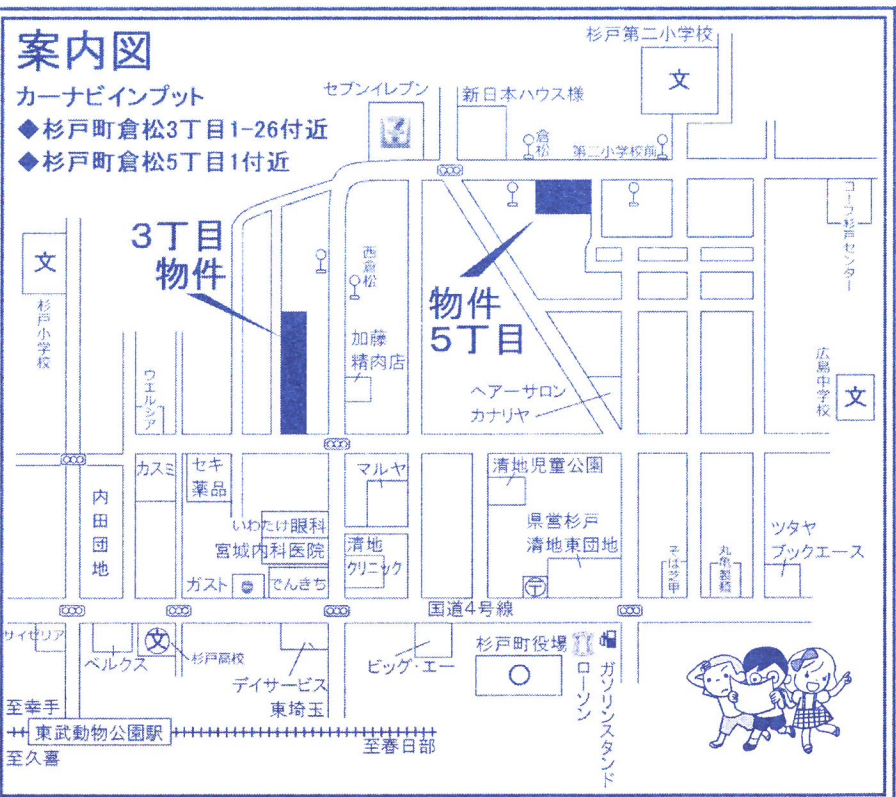 案内図
カーナビインプット
◆杉戸町倉松3丁目1-26付近
◆杉戸町倉松5丁目1付近
セブンイレブン
新日本ハウス様
杉戸第二小学校
文
倉松
第二小学校前
コープ杉戸センター
3丁目
物件
西倉松
物件
5丁目
文
杉戸小学校
加藤
精肉店
ウエルシア
ヘアーサロン
カナリヤ
広島中学校
文
カスミ
セキ
薬品
マルヤ
清地児童公園
内田団地
いわたけ眼科
宮城内科医院
清地
クリニック
県営杉戸
清地東団地
ガスト
でんきち
〒
そば芝甲
丸亀製麺
ツタヤ
ブックエース
国道4号線
サイゼリア
ベルクス
文
杉戸高校
デイサービス
東埼玉
ビッグ・エー
杉戸町役場
ローソン
ガソリンスタンド
至幸手
東武動物公園駅
至久喜
至春日部